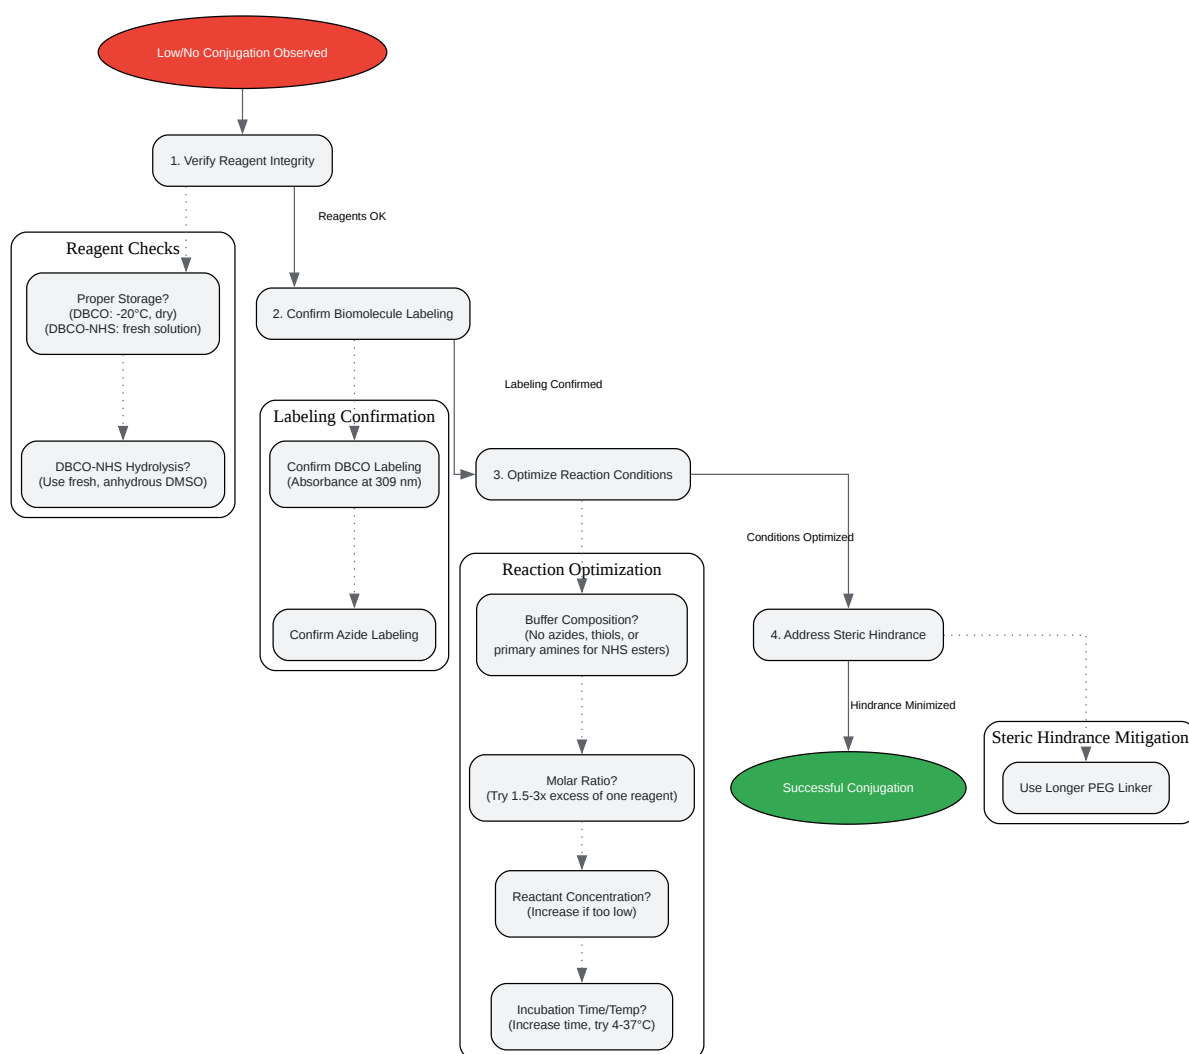 Low/No Conjugation Observed
1. Verify Reagent Integrity
Reagents OK
Reagent Checks
Proper Storage?
(DBCO: -20°C, dry)
(DBCO-NHS: fresh solution)
DBCO-NHS Hydrolysis?
(Use fresh, anhydrous DMSO)
2. Confirm Biomolecule Labeling
Labeling Confirmed
Labeling Confirmation
Confirm DBCO Labeling
(Absorbance at 309 nm)
Confirm Azide Labeling
3. Optimize Reaction Conditions
Conditions Optimized
Reaction Optimization
Buffer Composition?
(No azides, thiols, or
primary amines for NHS esters)
Molar Ratio?
(Try 1.5-3x excess of one reagent)
Reactant Concentration?
(Increase if too low)
Incubation Time/Temp?
(Increase time, try 4-37°C)
4. Address Steric Hindrance
Hindrance Minimized
Steric Hindrance Mitigation
Use Longer PEG Linker
Successful Conjugation